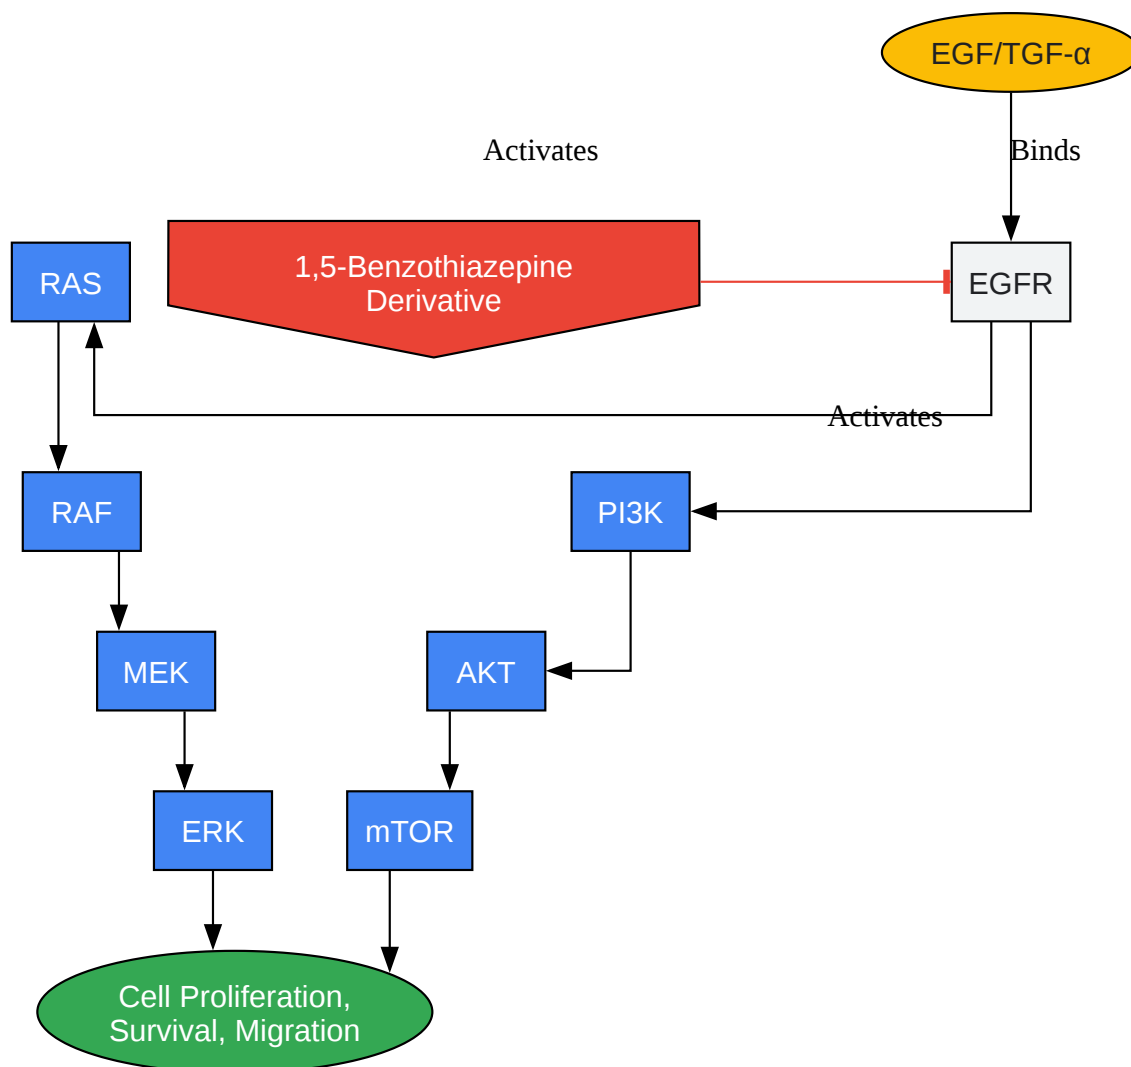 EGF/TGF-α
Activates
Binds
RAS
1,5-Benzothiazepine
Derivative
EGFR
Activates
RAF
PI3K
MEK
AKT
ERK
mTOR
Cell Proliferation,
Survival, Migration